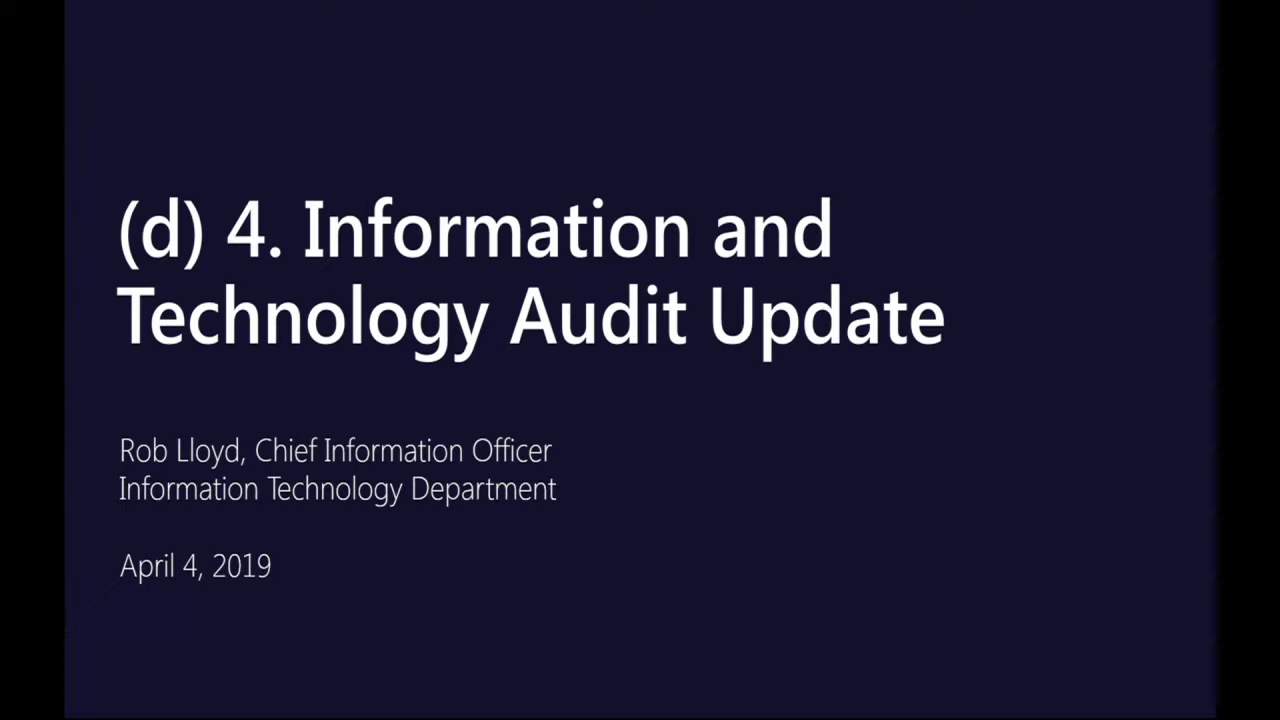 (d) 4. Information and
Technology Audit Update
Rob Lloyd, Chief Information Officer
Information Technology Department
April 4, 2019